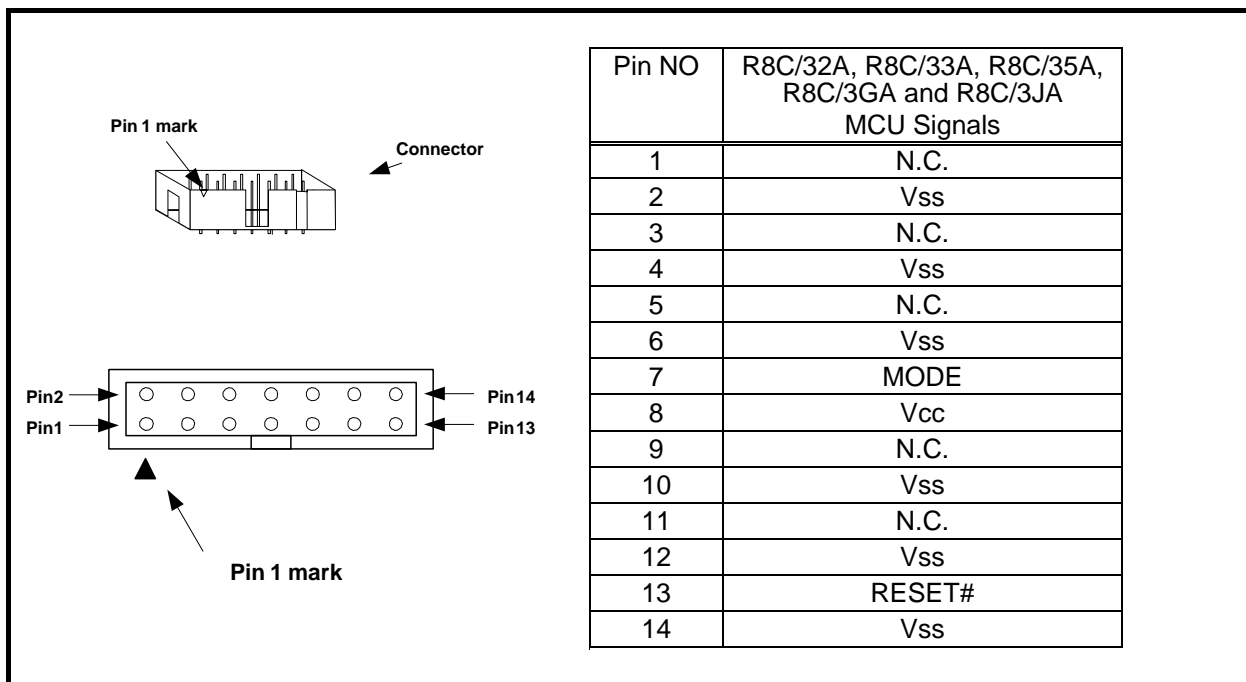 Pin 1 mark
Connector
Pin2
Pin1
Pin14
Pin13
Pin 1 mark
Pin NO R8C/32A, R8C/33A, R8C/35A,
R8C/3GA and R8C/3JA
MCU Signals
1 N.C.
2 Vss
3 N.C.
4 Vss
5 N.C.
6 Vss
7 MODE
8 Vcc
9 N.C.
10 Vss
11 N.C.
12 Vss
13 RESET#
14 Vss